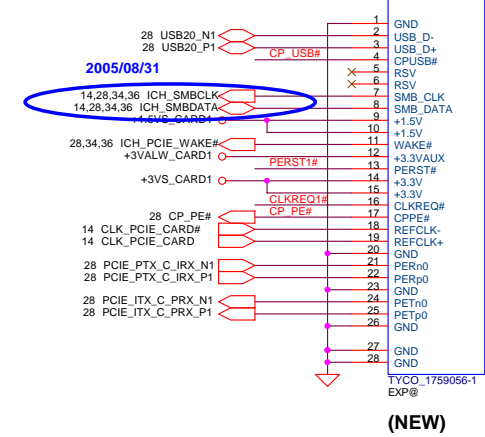 1 GND
28 USB20_N1 2 USB_D-
28 USB20_P1 3 USB_D+
CP_USB# 4 CPUSB#
2005/08/31 5 RSV
6 RSV
14,28,34,36 ICH_SMBCLK 7 SMB_CLK
14,28,34,36 ICH_SMBDATA 8 SMB_DATA
+1.5VS_CARD1 9 +1.5V
10 +1.5V
28,34,36 ICH_PCIE_WAKE# 11 WAKE#
+3VALW_CARD1 12 +3.3VAUX
PERST1# 13 PERST#
+3VS_CARD1 14 +3.3V
15 +3.3V
CLKREQ1# 16 CLKREQ#
28 CP_PE# CP_PE# 17 CPPE#
14 CLK_PCIE_CARD# 18 REFCLK-
14 CLK_PCIE_CARD 19 REFCLK+
20 GND
28 PCIE_PTX_C_IRX_N1 21 PERn0
28 PCIE_PTX_C_IRX_P1 22 PERp0
23 GND
28 PCIE_ITX_C_PRX_N1 24 PETn0
28 PCIE_ITX_C_PRX_P1 25 PETp0
26 GND
27 GND
28 GND
TYCO_1759056-1
EXP@
(NEW)